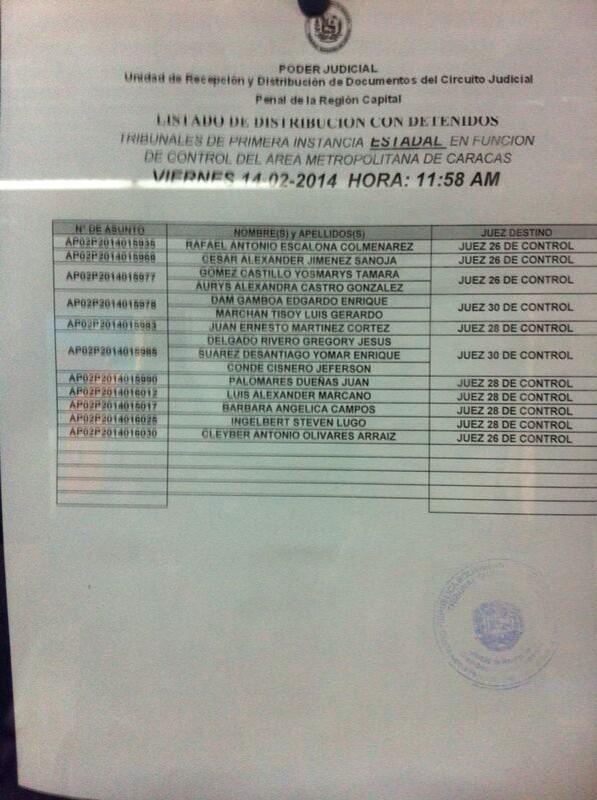 PODER JUDICIAL
Unidad de Recepción y Distribución de Documentos del Circuito Judicial
Penal de la Región Capital
LISTADO DE DISTRIBUCION CON DETENIDOS
TRIBUNALES DE PRIMERA INSTANCIA ESTADAL EN FUNCION
DE CONTROL DEL AREA METROPOLITANA DE CARACAS
VIERNES 14-02-2014 HORA: 11:58 AM
Nº DE ASUNTO NOMBRE(S) y APELLIDOS(S) JUEZ DESTINO
AP02P2014015935 RAFAEL ANTONIO ESCALONA COLMENAREZ JUEZ 26 DE CONTROL
AP02P2014015968 CESAR ALEXANDER JIMENEZ SANOJA JUEZ 26 DE CONTROL
AP02P2014015977 GOMEZ CASTILLO YOSMARYS TAMARA JUEZ 26 DE CONTROL
AURYS ALEXANDRA CASTRO GONZALEZ
AP02P2014015978 DAM GAMBOA EDGARDO ENRIQUE JUEZ 30 DE CONTROL
MARCHAN TISOY LUIS GERARDO
AP02P2014015983 JUAN ERNESTO MARTINEZ CORTEZ JUEZ 28 DE CONTROL
DELGADO RIVERO GREGORY JESUS
AP02P2014015985 SUAREZ DESANTIAGO YOMAR ENRIQUE JUEZ 30 DE CONTROL
CONDE CISNERO JEFERSON
AP02P2014015990 PALOMARES DUEÑAS JUAN JUEZ 28 DE CONTROL
AP02P2014016012 LUIS ALEXANDER MARCANO JUEZ 28 DE CONTROL
AP02P2014015017 BARBARA ANGELICA CAMPOS JUEZ 28 DE CONTROL
AP02P2014016025 INGELBERT STEVEN LUGO JUEZ 28 DE CONTROL
AP02P2014016030 CLEYBER ANTONIO OLIVARES ARRAIZ JUEZ 26 DE CONTROL